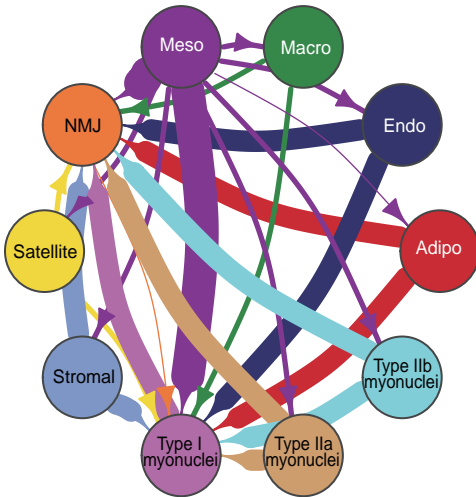 Meso
Macro
NMJ
Endo
Satellite
Adipo
Stromal
Type IIb
myonuclei
Type I
myonuclei
Type IIa
myonuclei